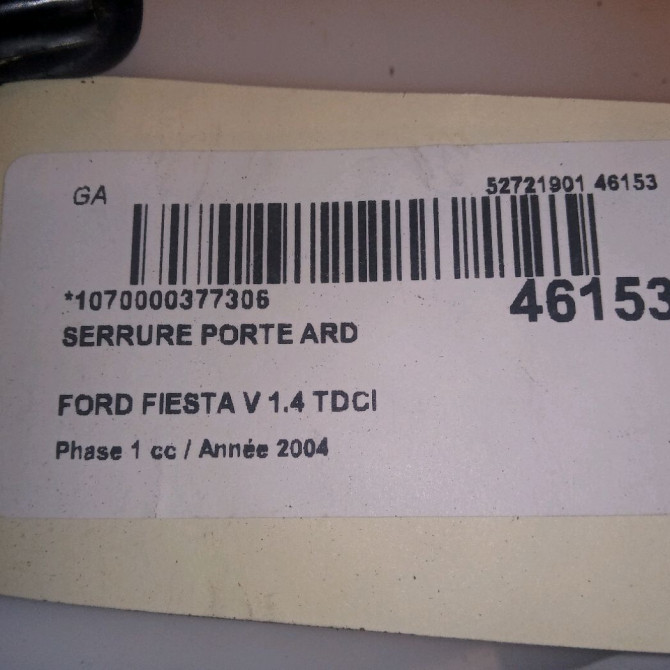 GA
52721901 46153
*1070000377306
46153
SERRURE PORTE ARD
FORD FIESTA V 1.4 TDCI
Phase 1 cc / Année 2004